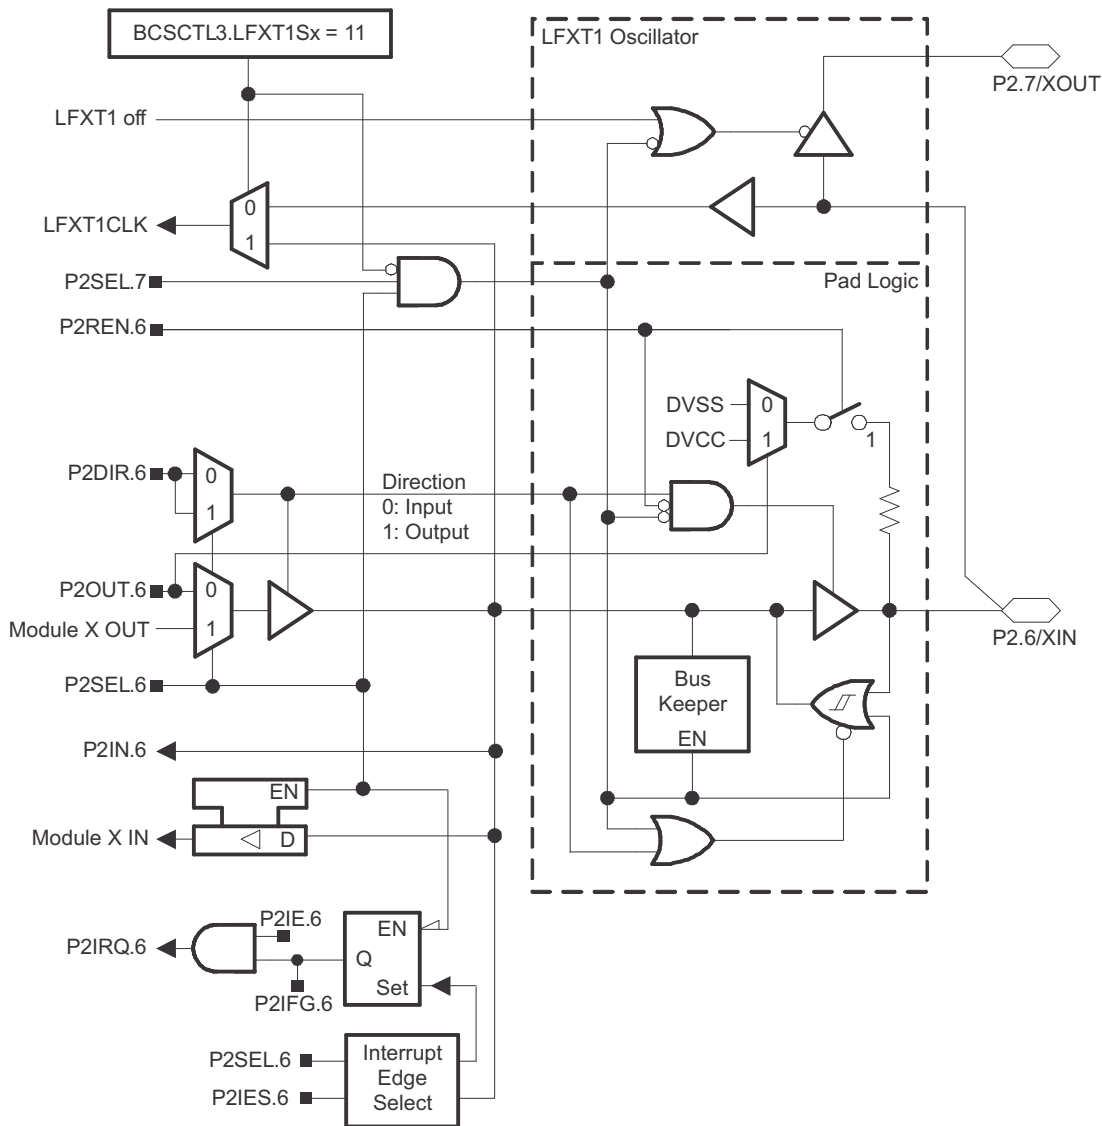 BCSCTL3.LFXT1Sx = 11
LFXT1 Oscillator
P2.7/XOUT
LFXT1 off
0
LFXT1CLK
1
P2SEL.7
Pad Logic
P2REN.6
DVSS
0
DVCC
1
1
P2DIR.6
0
1
Direction
0: Input
1: Output
P2OUT.6
0
Module X OUT
1
P2.6/XIN
P2SEL.6
Bus
Keeper
EN
P2IN.6
EN
Module X IN
D
P2IE.6
EN
P2IRQ.6
Q
Set
P2IFG.6
P2SEL.6
P2IES.6
Interrupt
Edge
Select